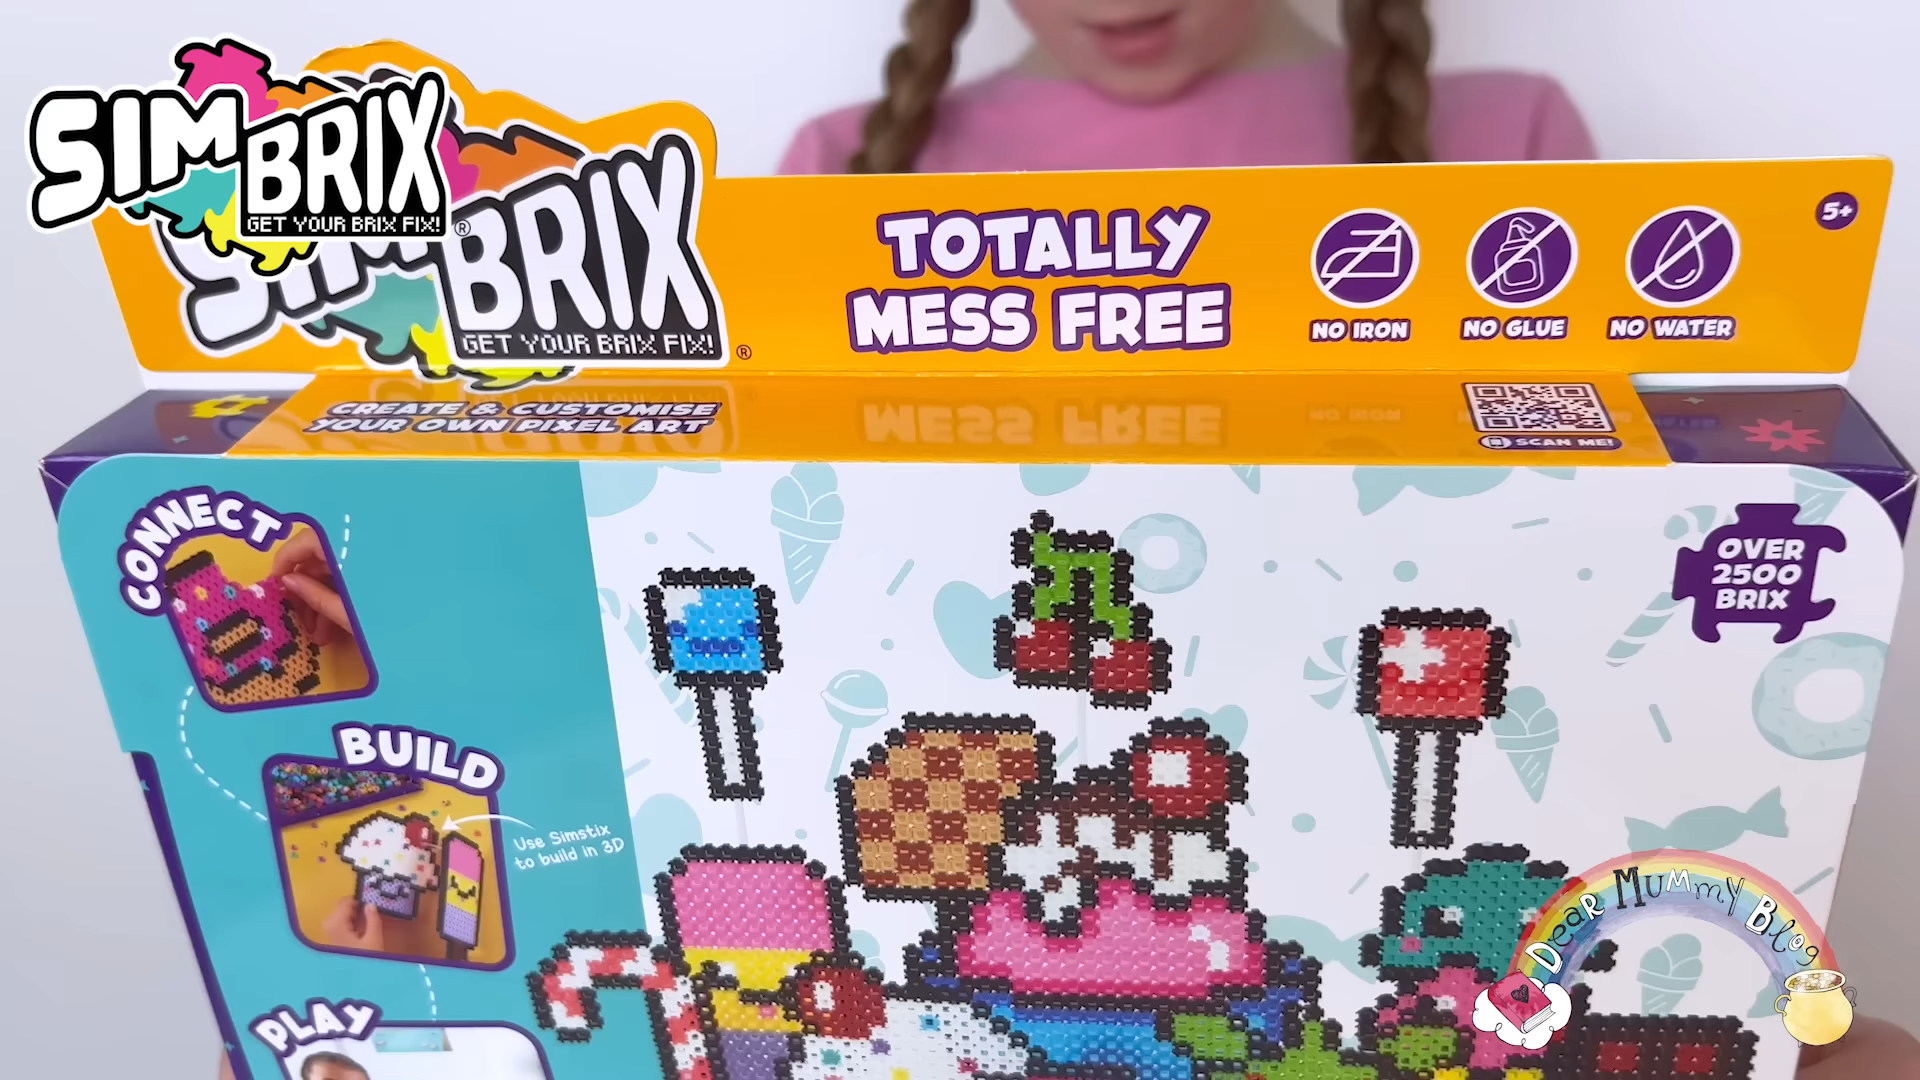 SIMBRIX
GET YOUR BRIX FIX!
SIMBRIX®
GET YOUR BRIX FIX! ®
TOTALLY
MESS FREE
NO IRON
NO GLUE
NO WATER
5+
CREATE & CUSTOMISE
YOUR OWN PIXEL ART
SCAN ME!
CONNECT
OVER
2500
BRIX
BUILD
Use Simstix
to build in 3D
PLAY
DEAR MUMMY BLOG